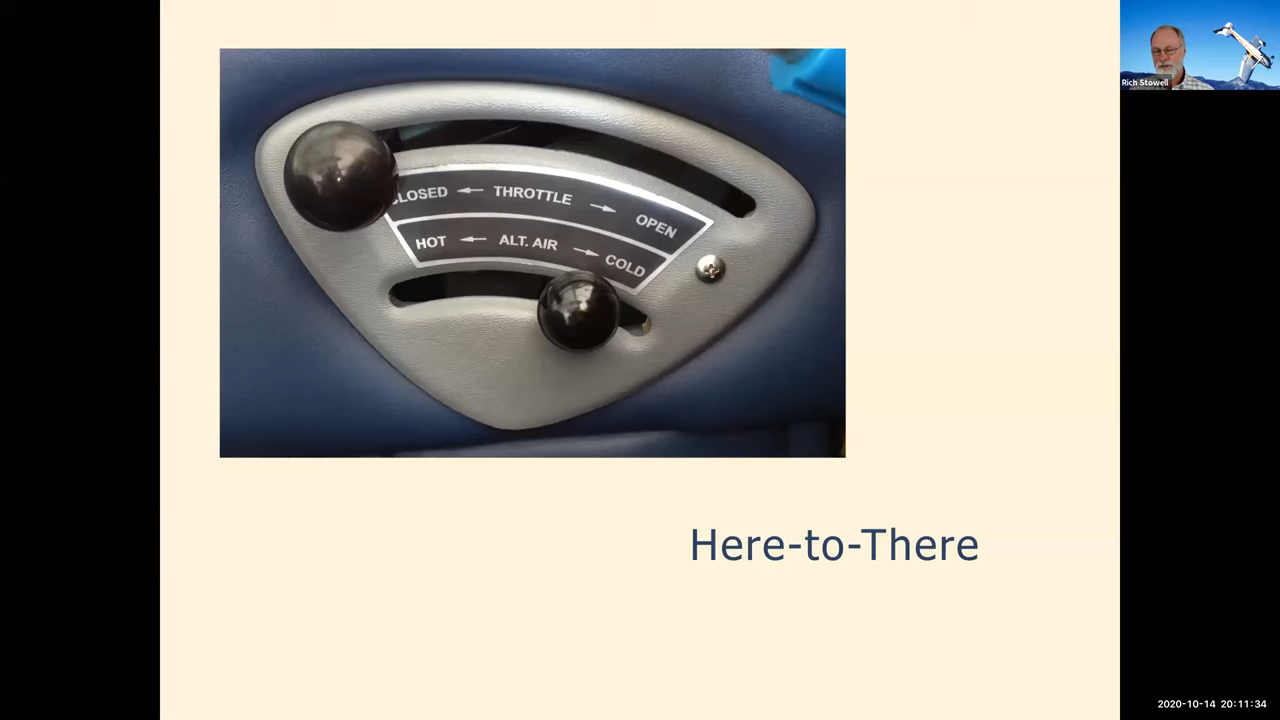 Rich Stowell
CLOSED ← THROTTLE → OPEN
HOT ← ALT. AIR → COLD
Here-to-There
2020-10-14 20:11:34